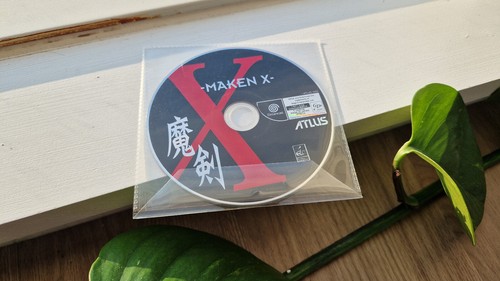 -MAKEN X-
X
ATLUS
魔
剣